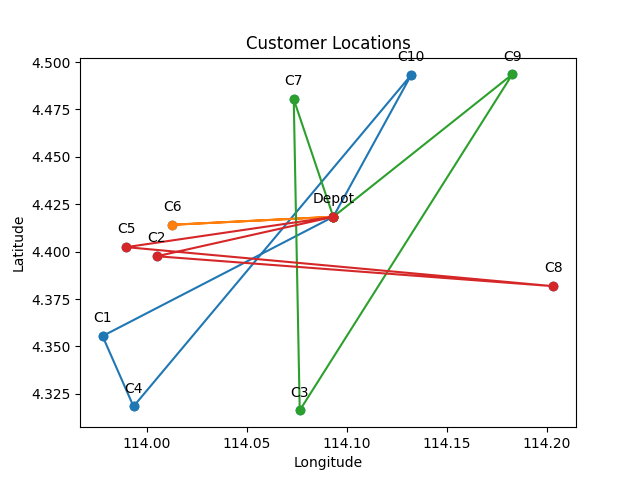 Customer Locations
C10
C9
C7
Depot
C6
C5
C2
C8
C1
C4
C3
4.500
4.475
4.450
4.425
4.400
4.375
4.350
4.325
Latitude
114.00
114.05
114.10
114.15
114.20
Longitude